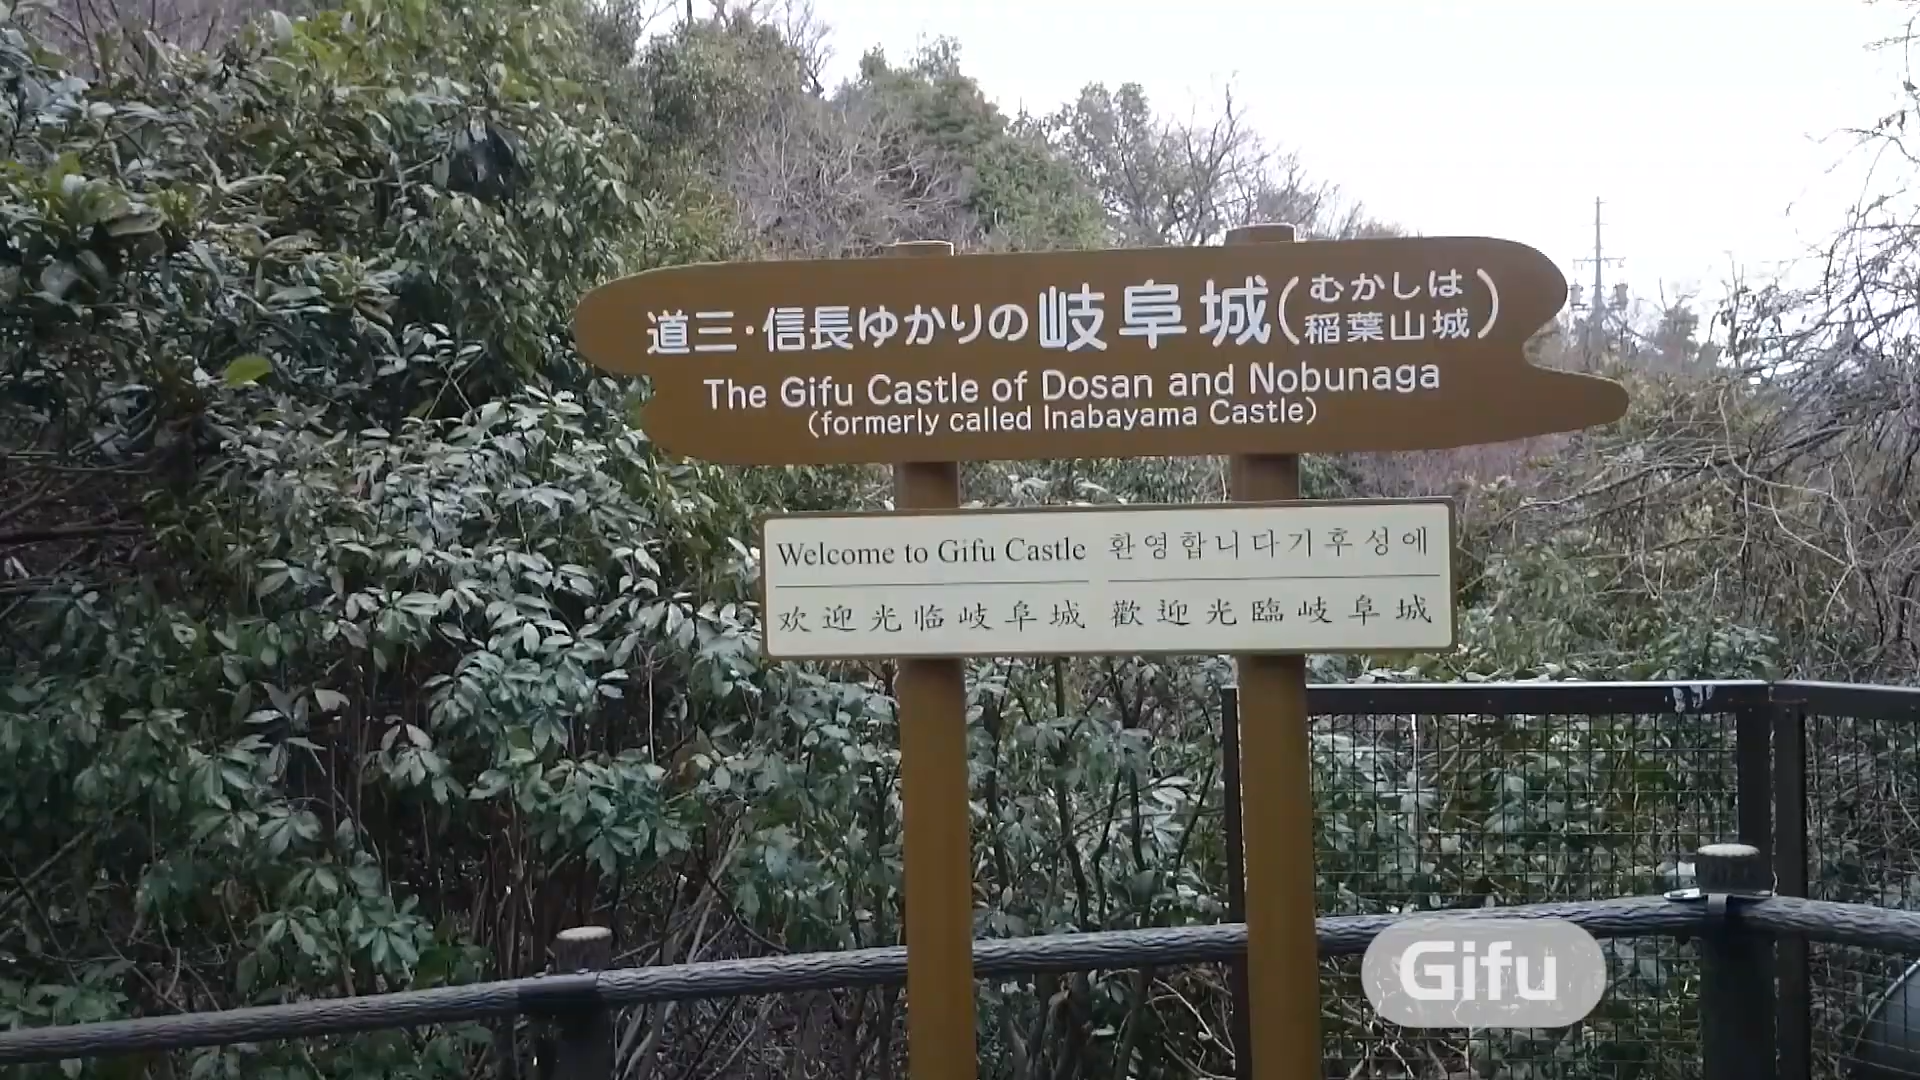 道三・信長ゆかりの岐阜城(むかしは稲葉山城)
The Gifu Castle of Dosan and Nobunaga
(formerly called Inabayama Castle)
Welcome to Gifu Castle
환영합니다기후성에
欢迎光临岐阜城
歡迎光臨岐阜城
Gifu